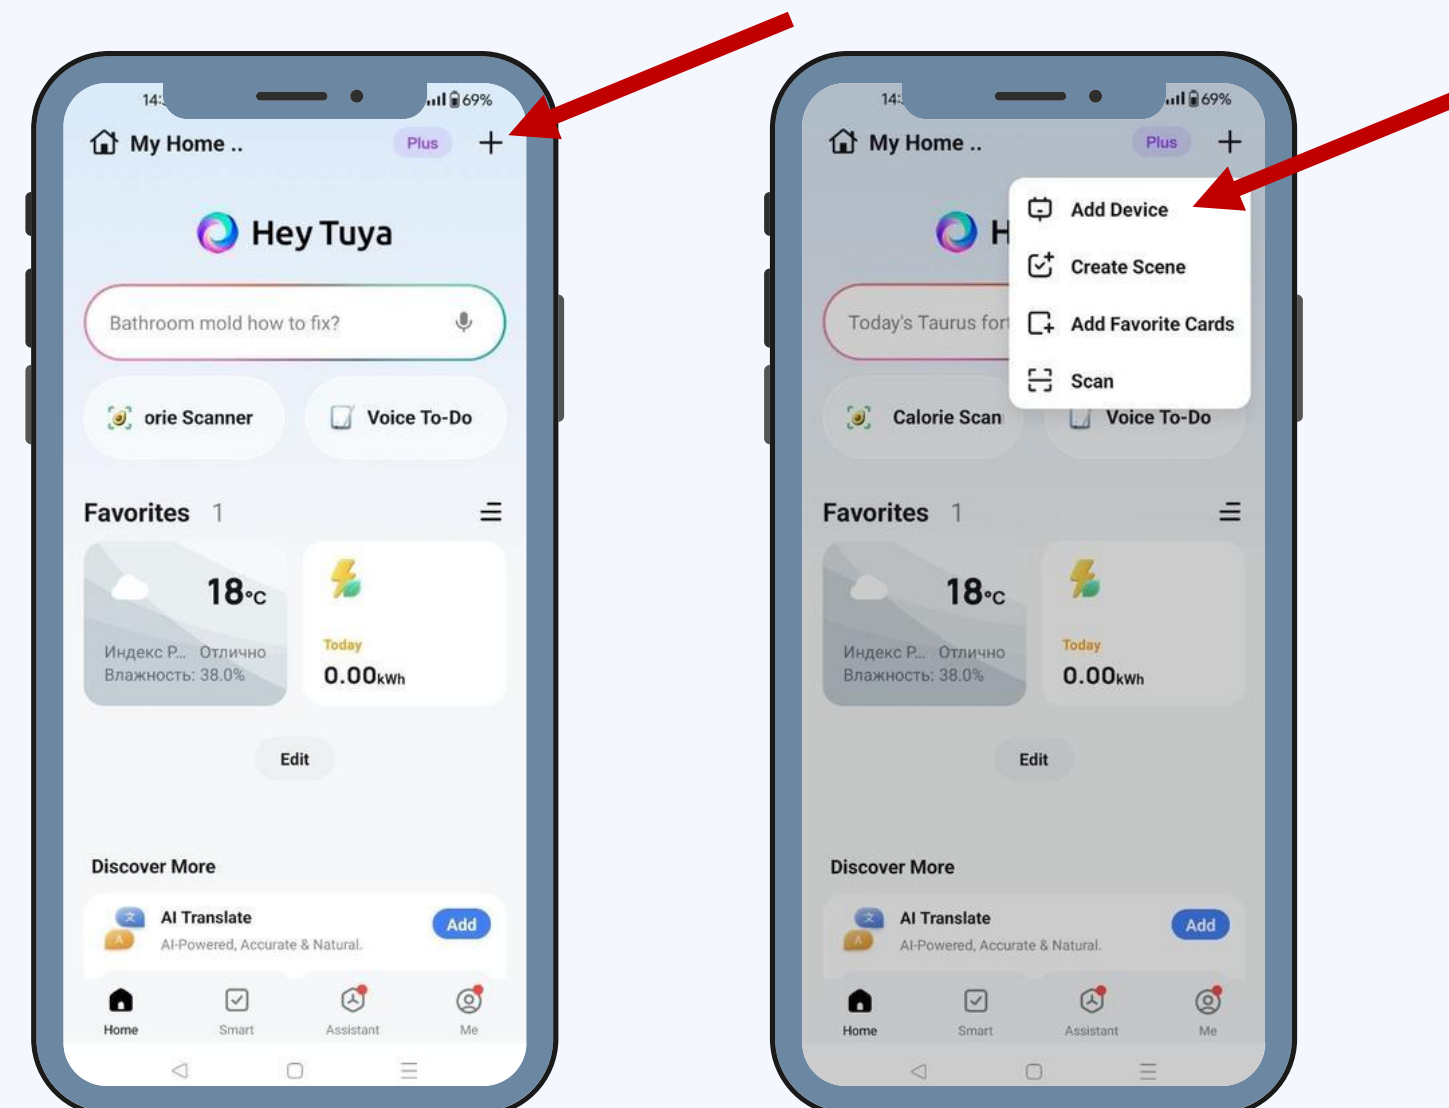 14:
69%
My Home ..
Plus
Hey Tuya
Bathroom mold how to fix?
orie Scanner
Voice To-Do
Favorites 1
18°C
Индекс Р... Отлично
Влажность: 38.0%
Today
0.00kWh
Edit
Discover More
AI Translate
AI-Powered, Accurate & Natural.
Add
Home
Smart
Assistant
Me
14:
69%
My Home ..
Plus
Add Device
Create Scene
Add Favorite Cards
Scan
H
Today's Taurus for
Calorie Scan
Voice To-Do
Favorites 1
18°C
Индекс Р... Отлично
Влажность: 38.0%
Today
0.00kWh
Edit
Discover More
AI Translate
AI-Powered, Accurate & Natural.
Add
Home
Smart
Assistant
Me